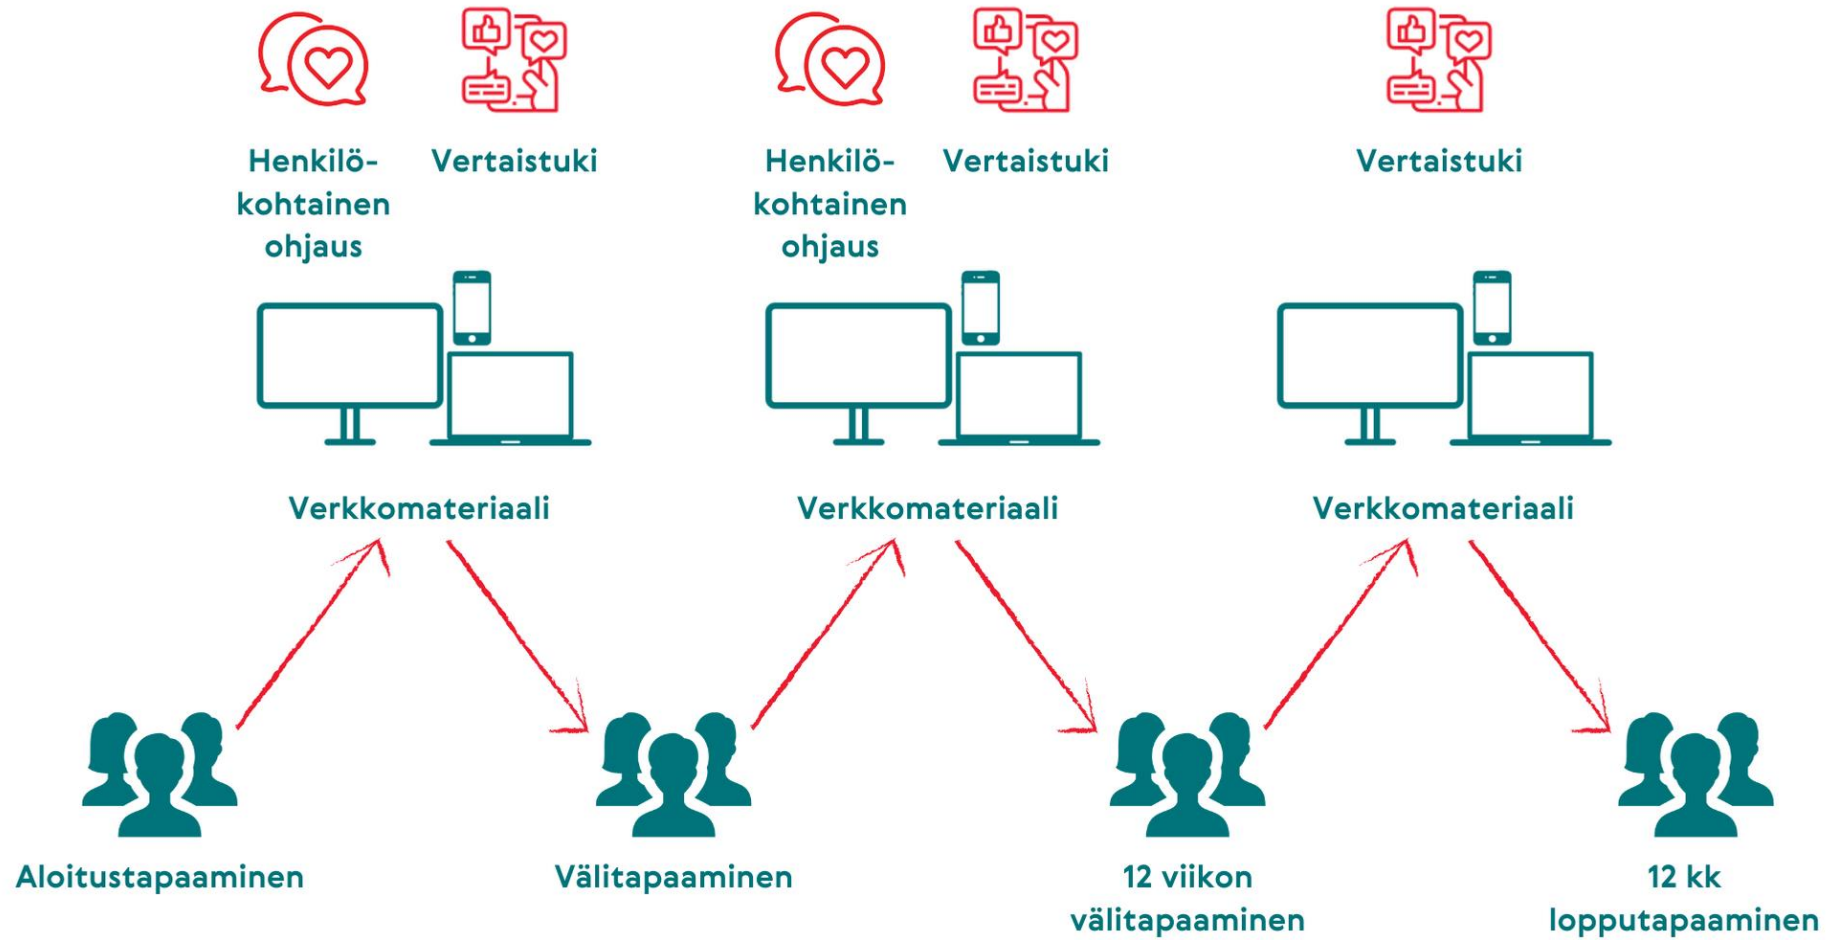 Henkilö-
kohtainen
ohjaus
Vertaistuki
Henkilö-
kohtainen
ohjaus
Vertaistuki
Vertaistuki
Verkkomateriaali
Verkkomateriaali
Verkkomateriaali
Aloitustapaaminen
Välitapaaminen
12 viikon
välitapaaminen
12 kk
lopputapaaminen